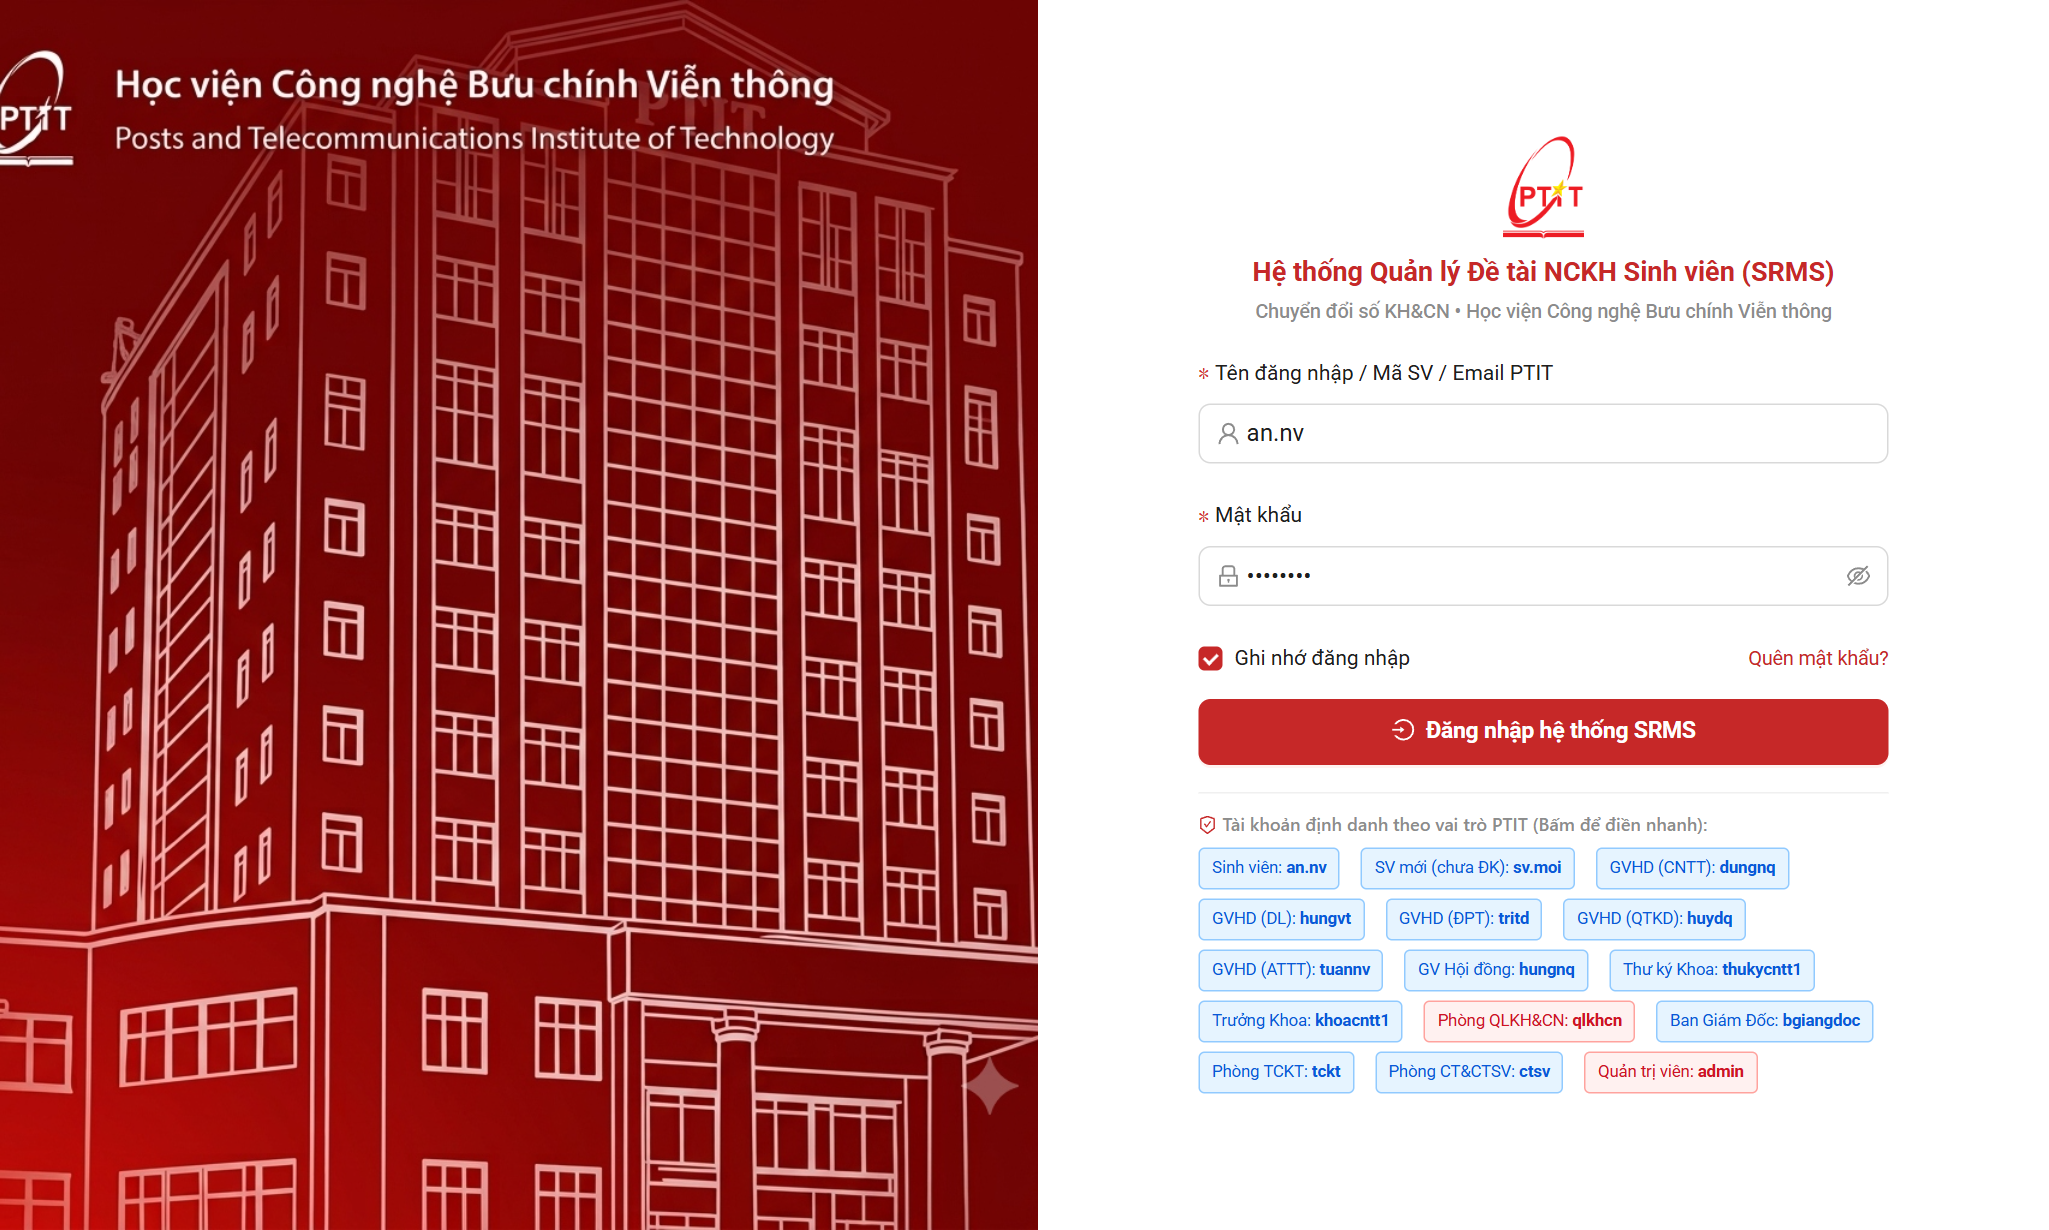 PTIT
Học viện Công nghệ Bưu chính Viễn thông
Posts and Telecommunications Institute of Technology
PTIT
PTIT
Hệ thống Quản lý Đề tài NCKH Sinh viên (SRMS)
Chuyển đổi số KH&CN • Học viện Công nghệ Bưu chính Viễn thông
* Tên đăng nhập / Mã SV / Email PTIT
an.nv
* Mật khẩu
••••••••
Ghi nhớ đăng nhập
Quên mật khẩu?
Đăng nhập hệ thống SRMS
Tài khoản định danh theo vai trò PTIT (Bấm để điền nhanh):
Sinh viên: an.nv
SV mới (chưa ĐK): sv.moi
GVHD (CNTT): dungnq
GVHD (DL): hungvt
GVHD (ĐPT): tritd
GVHD (QTKD): huydq
GVHD (ATTT): tuannv
GV Hội đồng: hungnq
Thư ký Khoa: thukycntt1
Trưởng Khoa: khoacntt1
Phòng QLKH&CN: qlkhcn
Ban Giám Đốc: bgiangdoc
Phòng TCKT: tckt
Phòng CT&CTSV: ctsv
Quản trị viên: admin